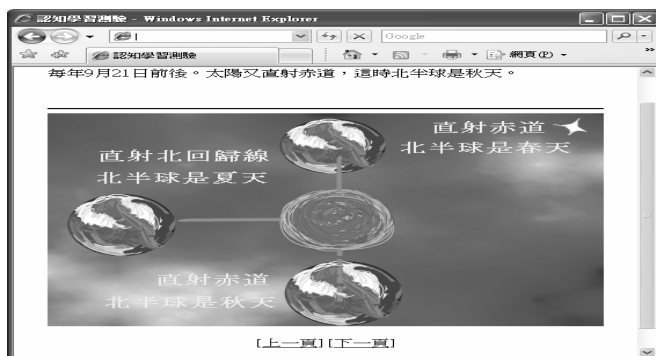 認知學習測驗 - Windows Internet Explorer
Google
認知學習測驗
網頁(P)
每年9月21日前後。太陽又直射赤道，這時北半球是秋天。
直射赤道
北半球是春天
直射北回歸線
北半球是夏天
直射赤道
北半球是秋天
[上一頁] [下一頁]